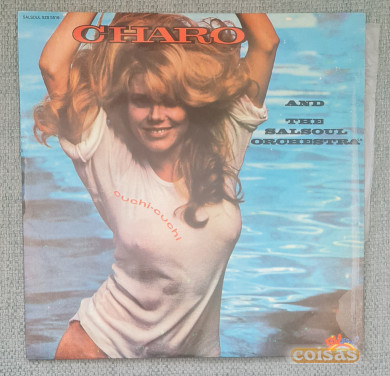 CHARO
AND
THE
SALSOUL
ORCHESTRA
cuchi-cuchi
coisas